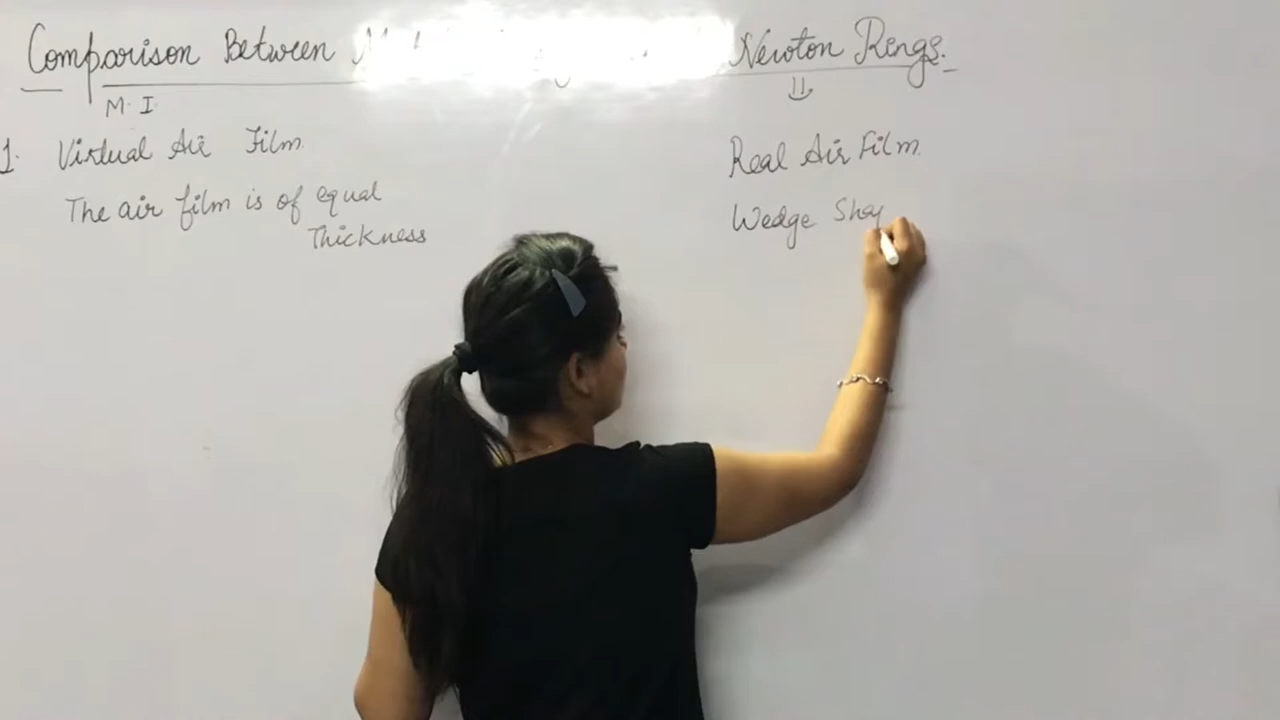 Comparison Between Newton Rings.
M. I
1. Virtual Air Film. Real Air Film.
The air film is of equal Wedge Shap
Thickness